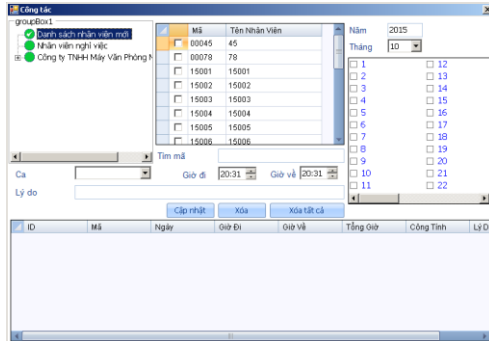 Công tác
groupBox1
Danh sách nhân viên mới
Nhân viên nghỉ việc
Công ty TNHH Máy Văn Phòng
Mã Tên Nhân Viên
00045 45
00078 78
15001 15001
15002 15002
15003 15003
15004 15004
15005 15005
15006 15006
Năm 2015
Tháng 10
1 12
2 13
3 14
4 15
5 16
6 17
7 18
8 19
9 20
10 21
11 22
Tìm mã
Ca Giờ đi 20:31 Giờ về 20:31
Lý do
Cập nhật Xóa Xóa tất cả
ID Mã Ngày Giờ Đi Giờ Về Tổng Giờ Công Tính Lý D